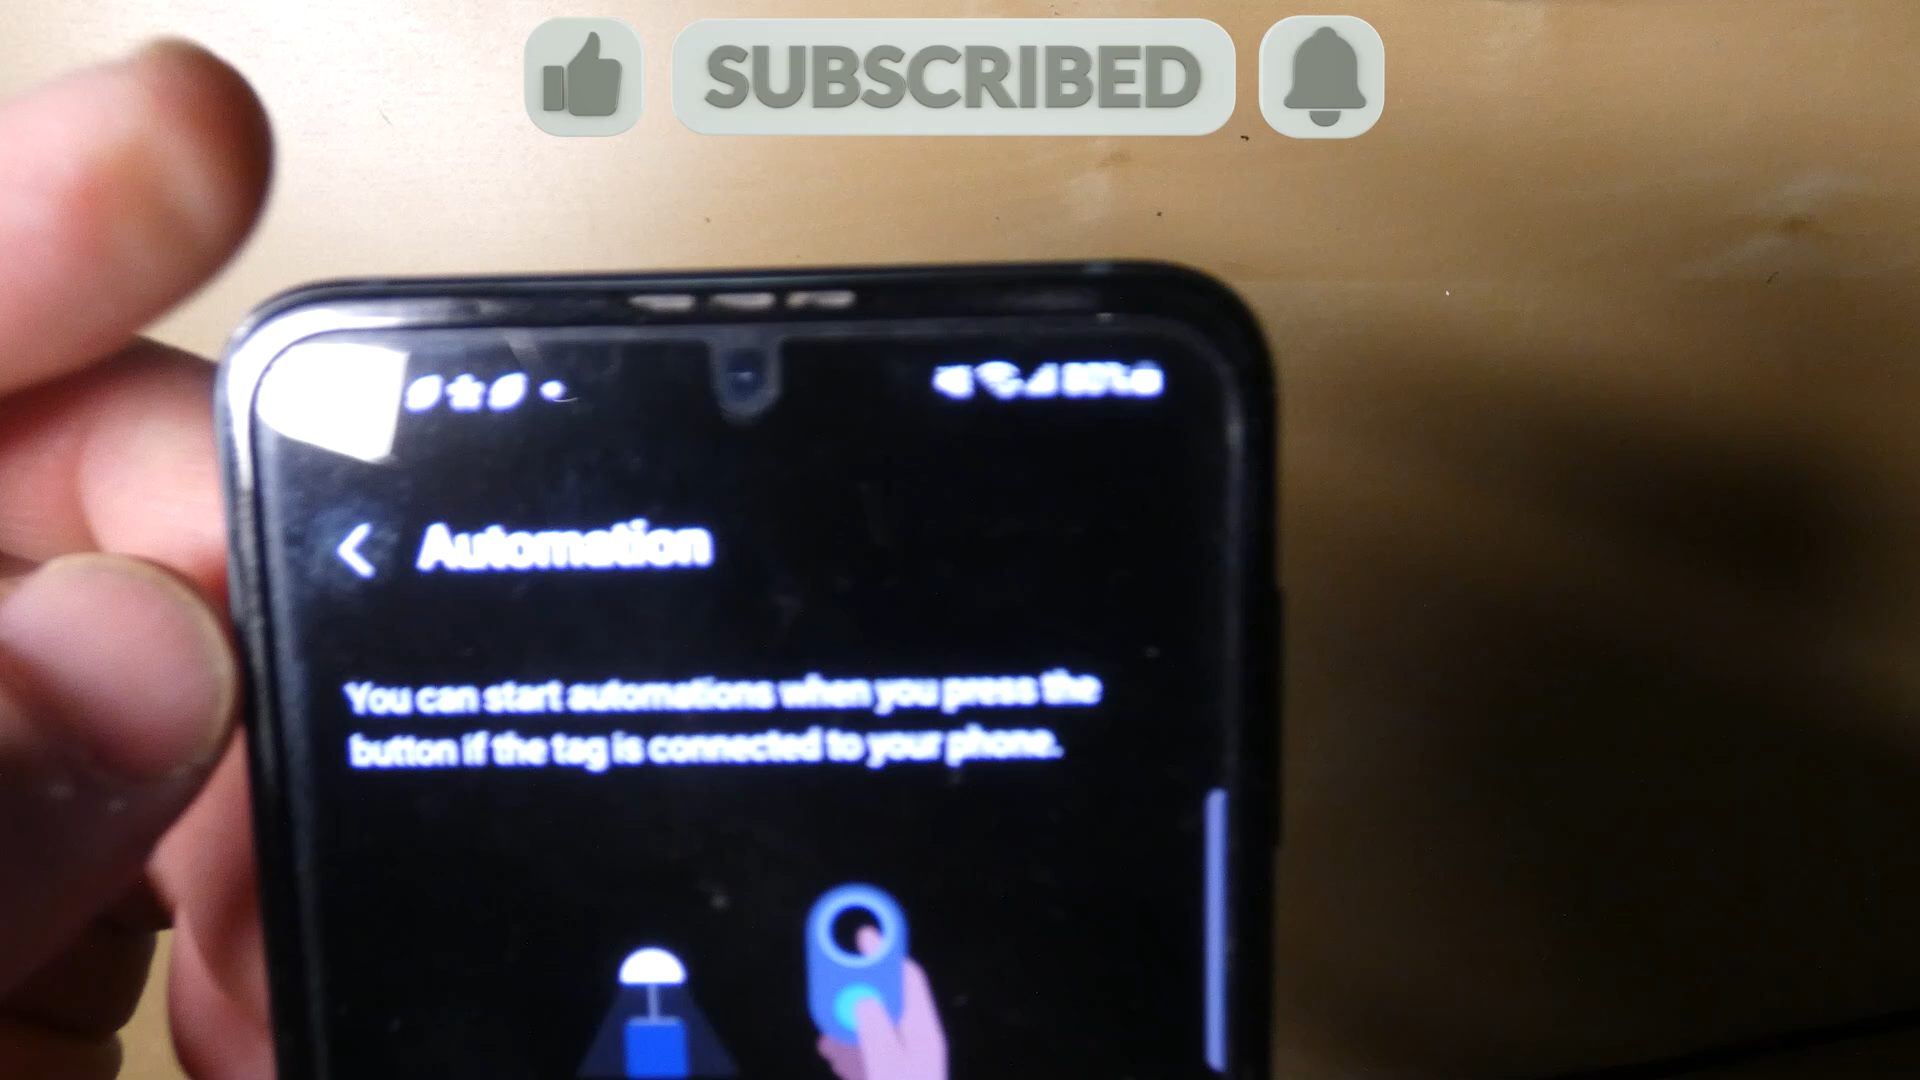 SUBSCRIBED
Automation
You can start automations when you press the
button if the tag is connected to your phone.